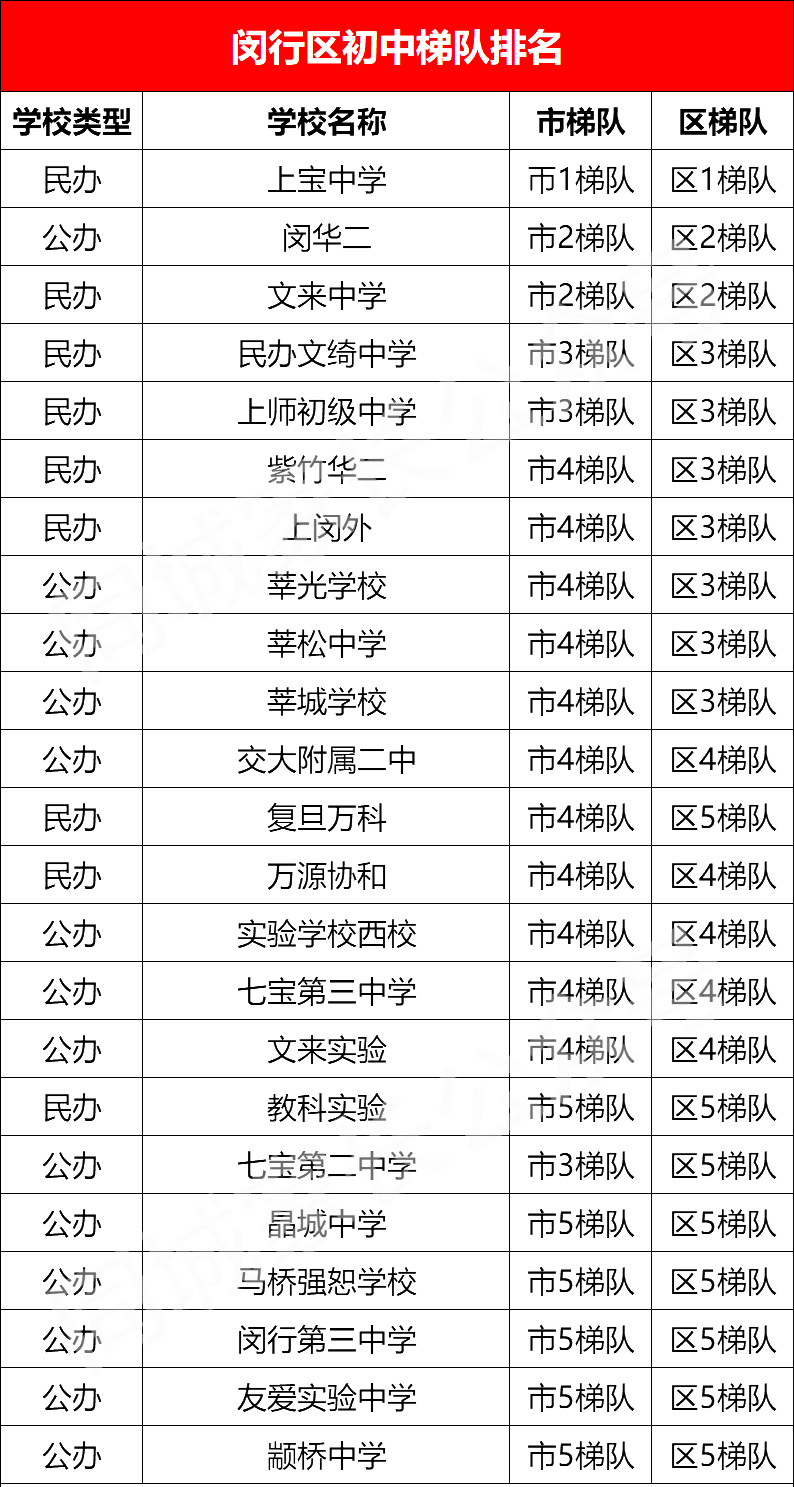 闵行区初中梯队排名
学校类型 学校名称 市梯队 区梯队
民办 上宝中学 币1梯队 区1梯队
公办 闵华二 市2梯队 区2梯队
民办 文来中学 市2梯队 区2梯队
民办 民办文绮中学 市3梯队 区3梯队
民办 上师初级中学 市3梯队 区3梯队
民办 紫竹华二 市4梯队 区3梯队
民办 上闵外 市4梯队 区3梯队
公办 莘光学校 市4梯队 区3梯队
公办 莘松中学 市4梯队 区3梯队
公办 莘城学校 市4梯队 区3梯队
公办 交大附属二中 市4梯队 区4梯队
民办 复旦万科 市4梯队 区5梯队
民办 万源协和 市4梯队 区4梯队
公办 实验学校西校 市4梯队 区4梯队
公办 七宝第三中学 市4梯队 区4梯队
公办 文来实验 市4梯队 区4梯队
民办 教科实验 市5梯队 区5梯队
公办 七宝第二中学 市3梯队 区5梯队
公办 晶城中学 市5梯队 区5梯队
公办 马桥强恕学校 市5梯队 区5梯队
公办 闵行第三中学 市5梯队 区5梯队
公办 友爱实验中学 市5梯队 区5梯队
公办 颛桥中学 市5梯队 区5梯队